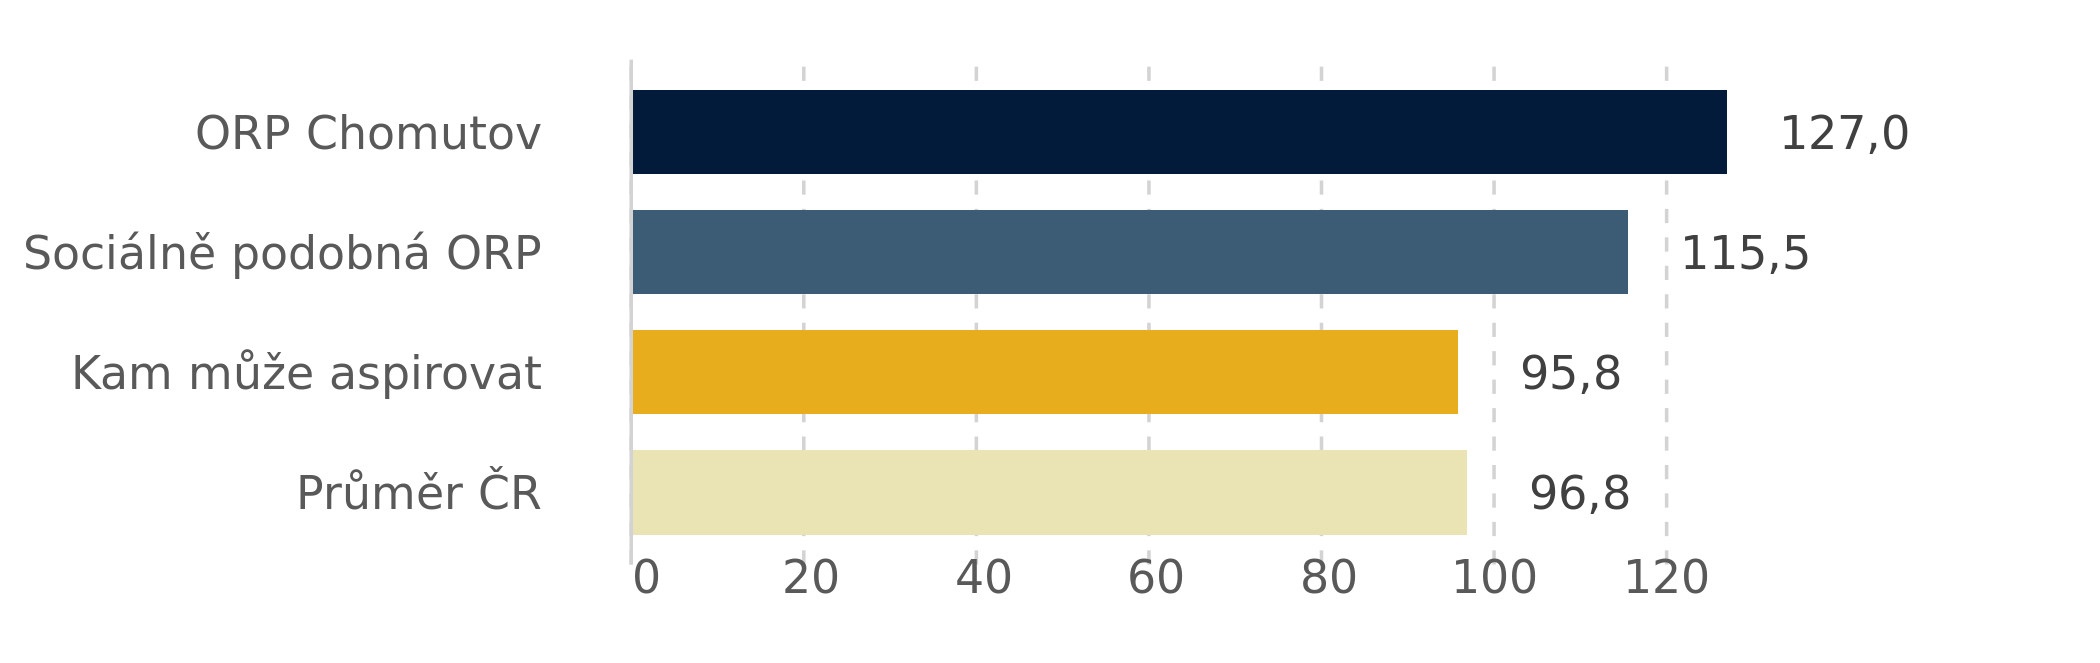 ORP Chomutov 127,0
Sociálně podobná ORP 115,5
Kam může aspirovat 95,8
Průměr ČR 96,8
0 20 40 60 80 100 120